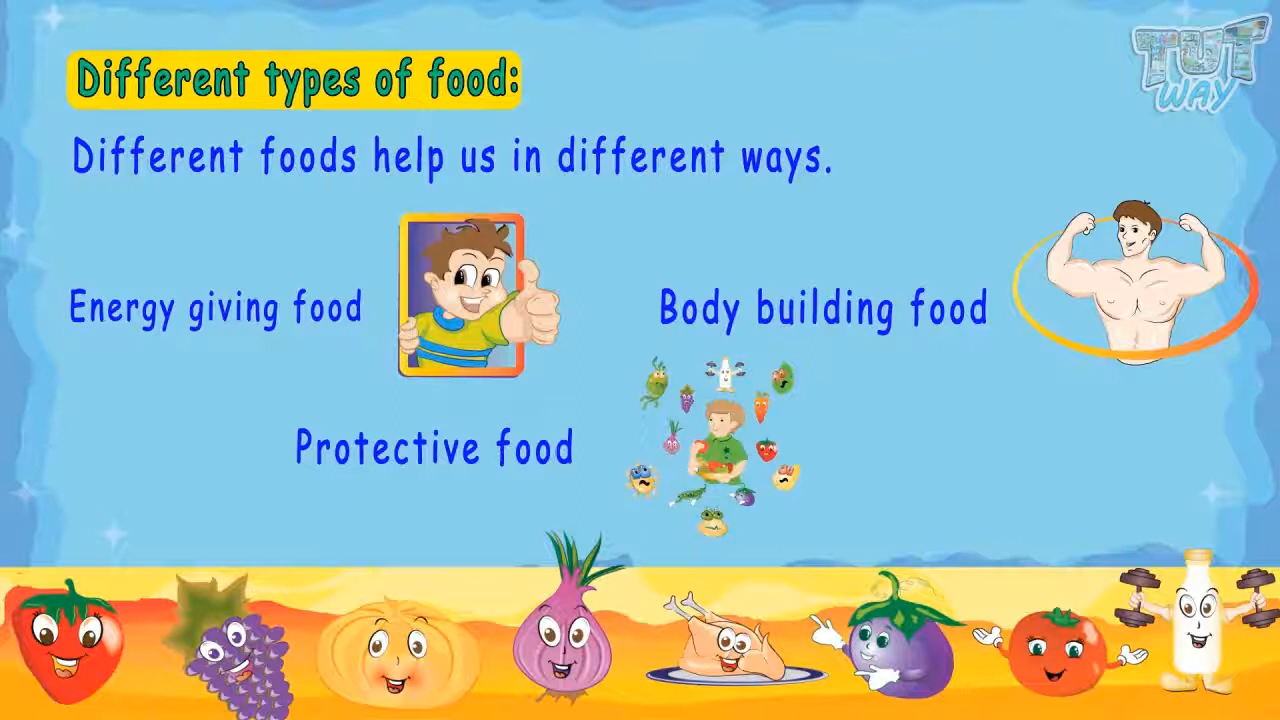 TUT
WAY
Different types of food:
Different foods help us in different ways.
Energy giving food
Body building food
Protective food